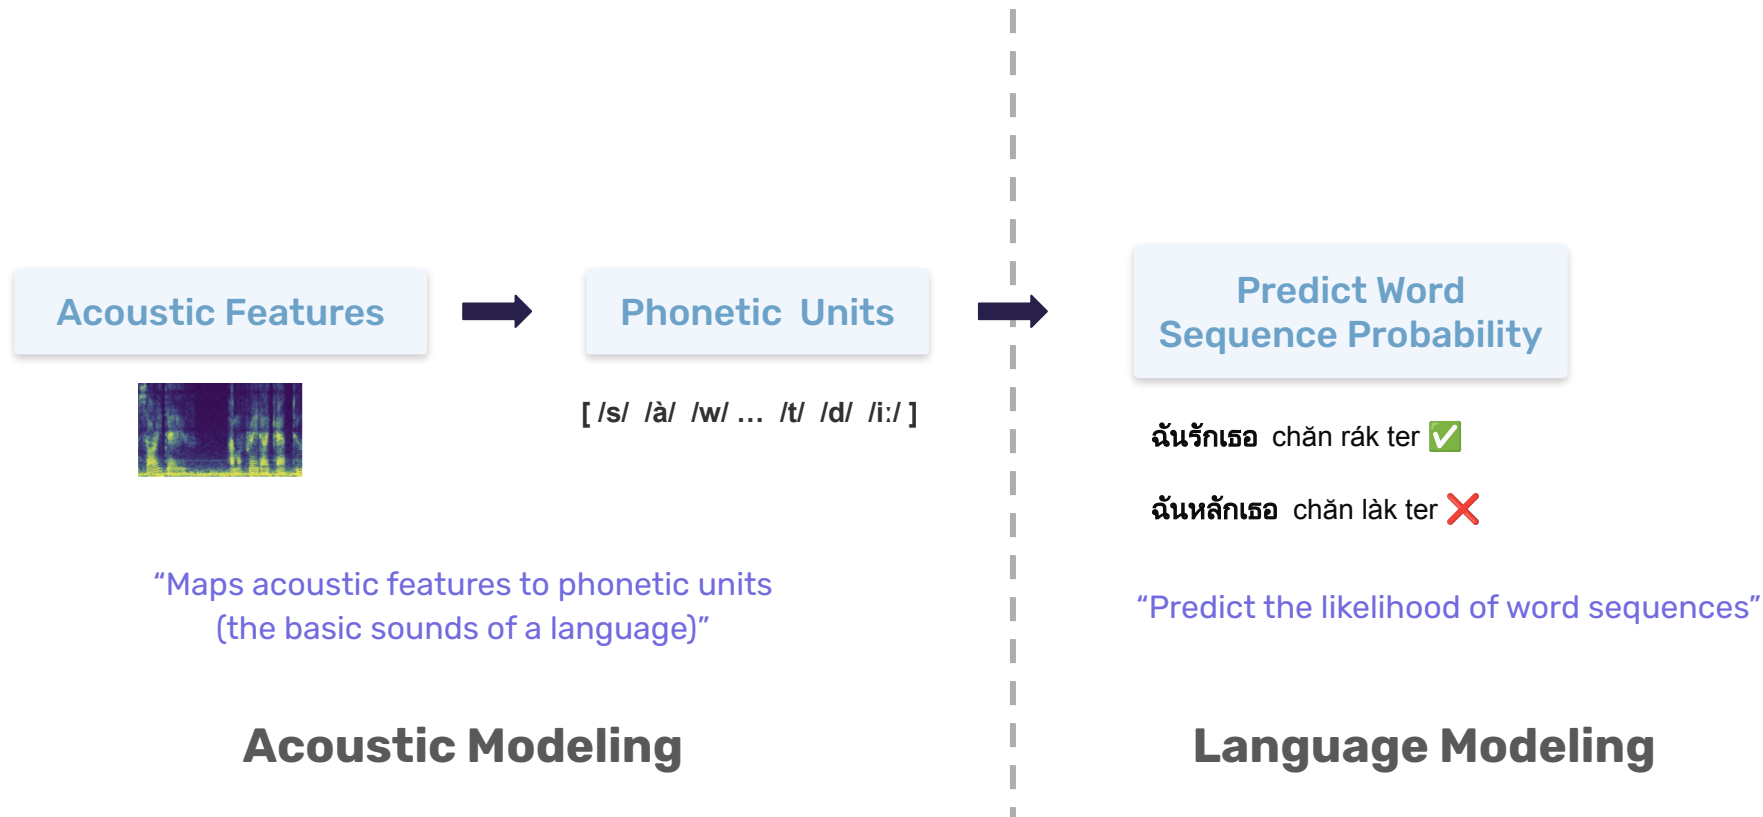 Acoustic Features
Phonetic Units
Predict Word
Sequence Probability
[ /s/ /à/ /w/ ... /t/ /d/ /iː/ ]
ฉันรักเธอ chăn rák ter ✅
ฉันหลักเธอ chăn làk ter ❌
“Maps acoustic features to phonetic units
(the basic sounds of a language)”
“Predict the likelihood of word sequences”
Acoustic Modeling
Language Modeling